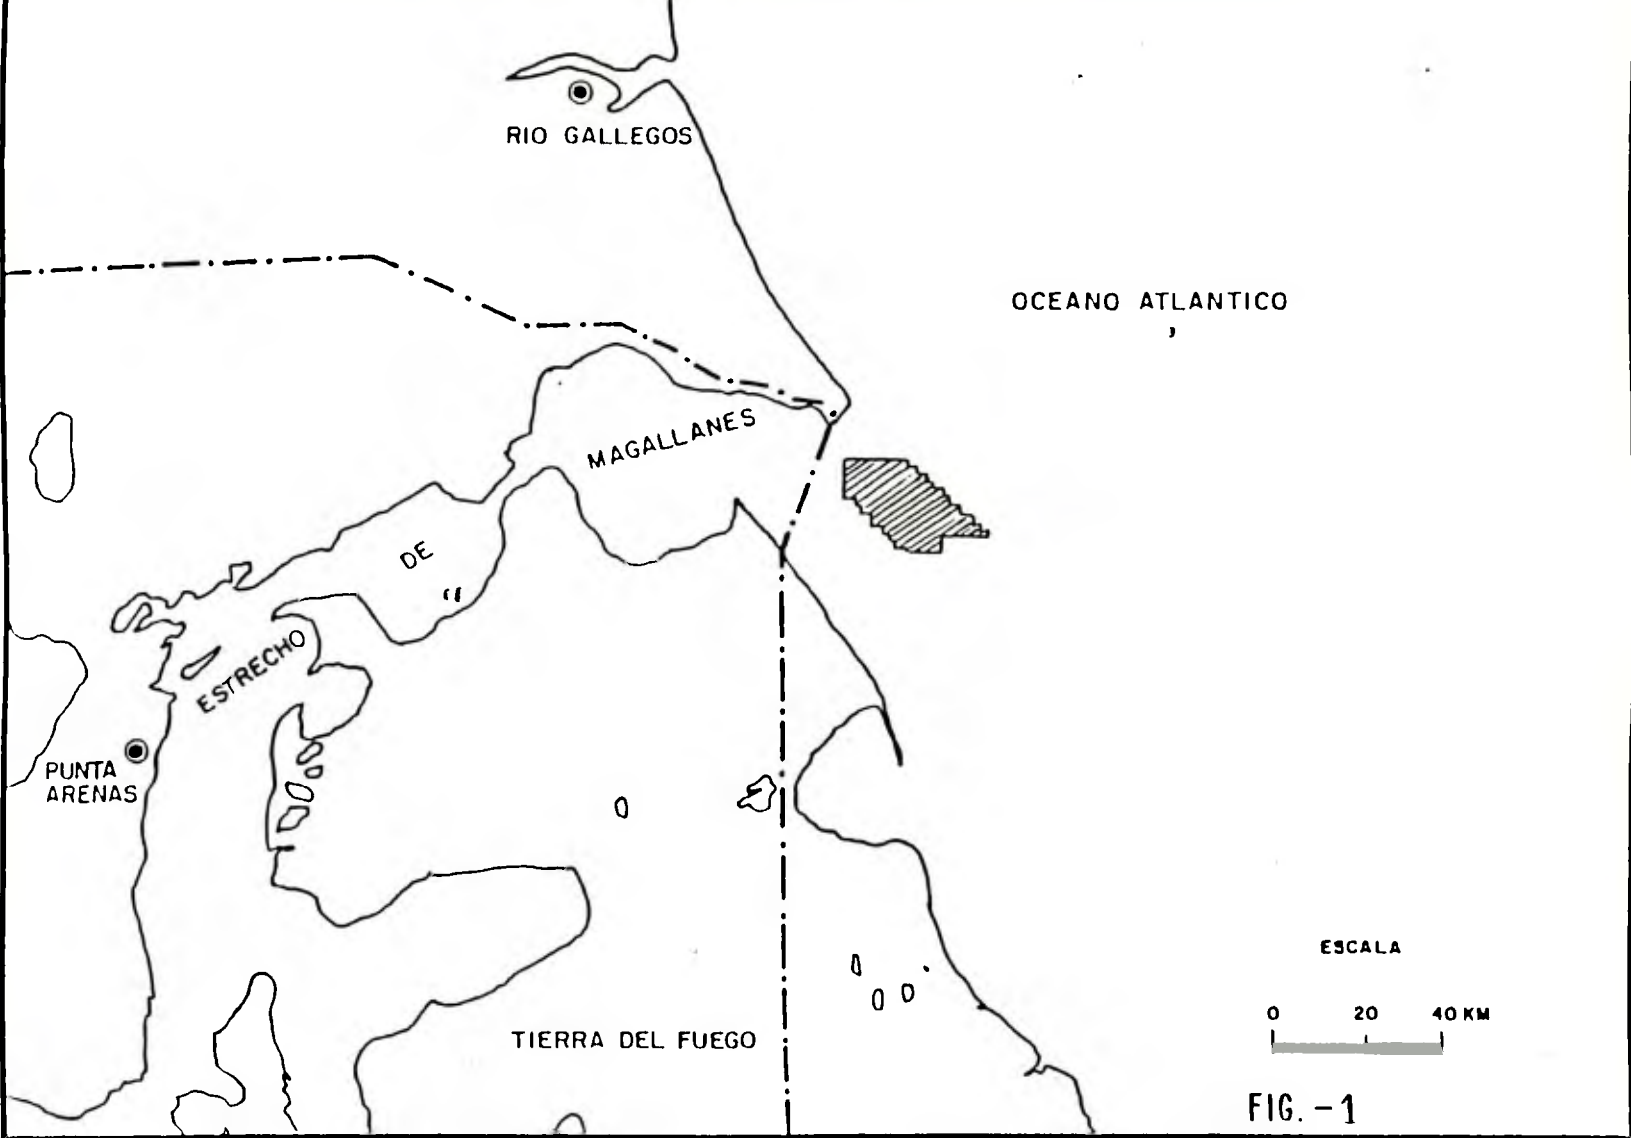 RIO GALLEGOS
OCEANO ATLANTICO
MAGALLANES
DE
ESTRECHO
PUNTA
ARENAS
TIERRA DEL FUEGO
ESCALA
0 20 40 KM
FIG. - 1